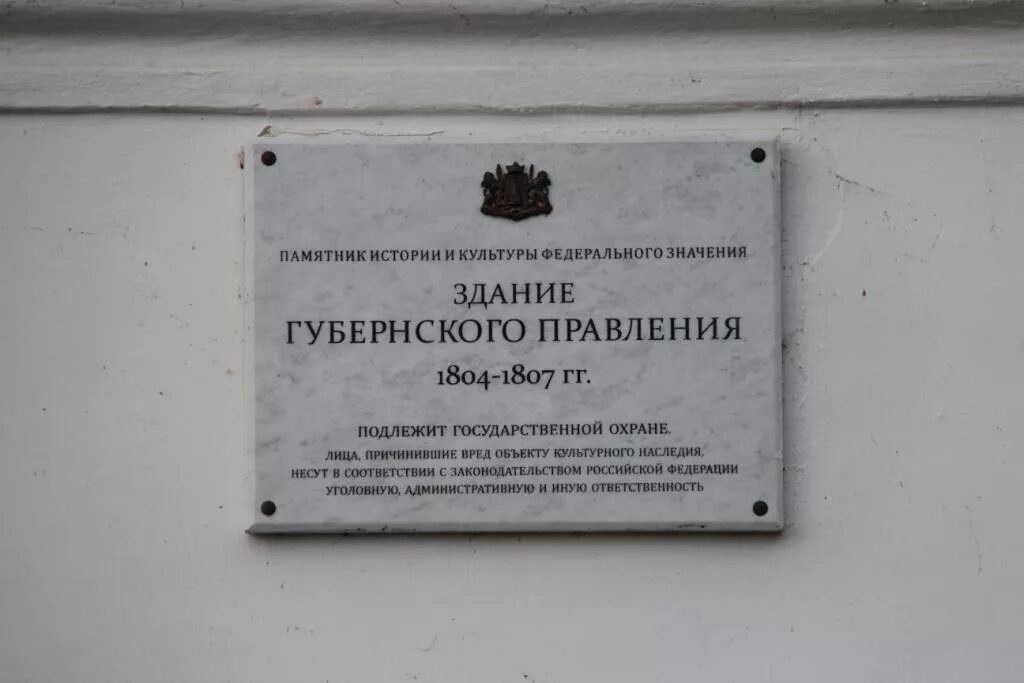 ПАМЯТНИК ИСТОРИИ И КУЛЬТУРЫ ФЕДЕРАЛЬНОГО ЗНАЧЕНИЯ
ЗДАНИЕ
ГУБЕРНСКОГО ПРАВЛЕНИЯ
1804-1807 ГГ.
ПОДЛЕЖИТ ГОСУДАРСТВЕННОЙ ОХРАНЕ.
ЛИЦА, ПРИЧИНИВШИЕ ВРЕД ОБЪЕКТУ КУЛЬТУРНОГО НАСЛЕДИЯ,
НЕСУТ В СООТВЕТСТВИИ С ЗАКОНОДАТЕЛЬСТВОМ РОССИЙСКОЙ ФЕДЕРАЦИИ
УГОЛОВНУЮ, АДМИНИСТРАТИВНУЮ И ИНУЮ ОТВЕТСТВЕННОСТЬ